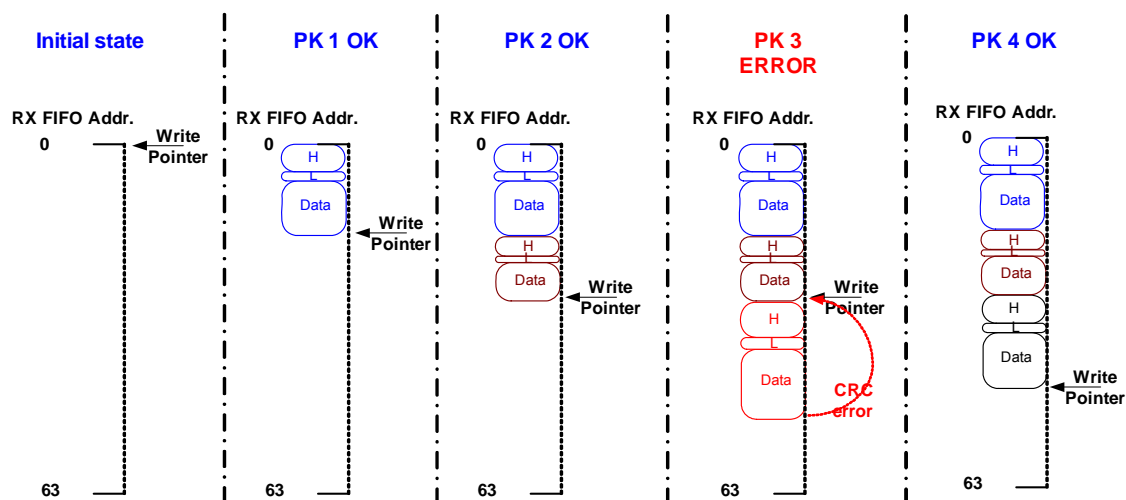 Initial state
RX FIFO Addr.
0
Write
Pointer
63
PK 1 OK
RX FIFO Addr.
0
H
L
Data
Write
Pointer
63
PK 2 OK
RX FIFO Addr.
0
H
L
Data
H
L
Data
Write
Pointer
63
PK 3
ERROR
RX FIFO Addr.
0
H
L
Data
H
L
Data
Write
Pointer
H
L
Data
CRC
error
63
PK 4 OK
RX FIFO Addr.
0
H
L
Data
H
L
Data
H
L
Data
Write
Pointer
63